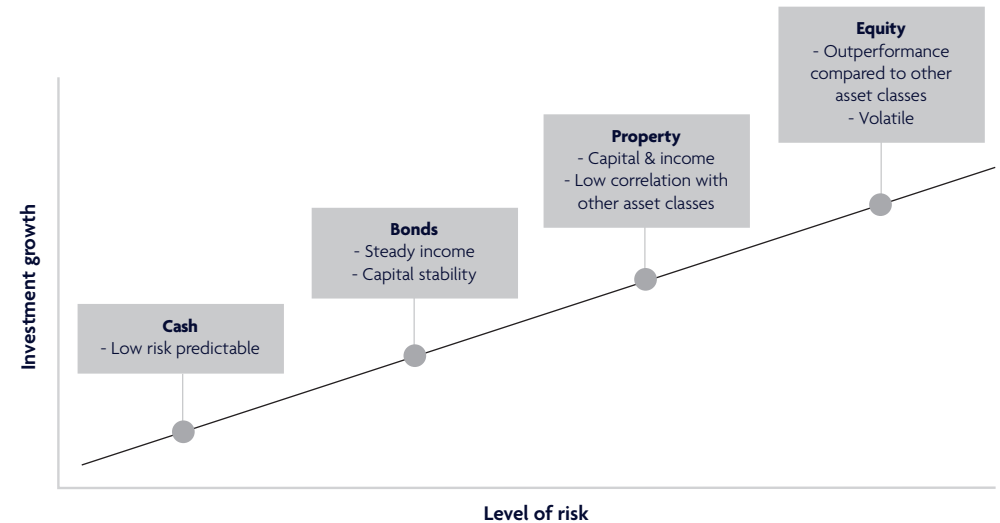 Equity
- Outperformance
compared to other
asset classes
- Volatile
Property
- Capital & income
- Low correlation with
other asset classes
Bonds
- Steady income
- Capital stability
Cash
- Low risk predictable
Investment growth
Level of risk